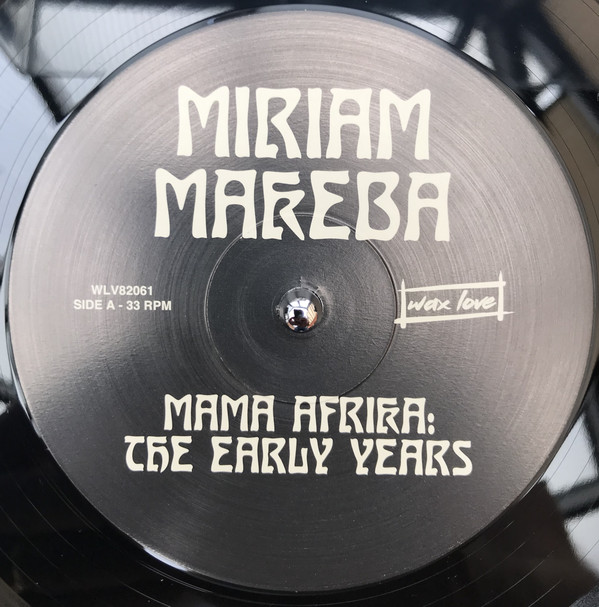 MIRIAM
MAKEBA
WLV82061
SIDE A - 33 RPM
wax love
MAMA AFRIKA:
THE EARLY YEARS